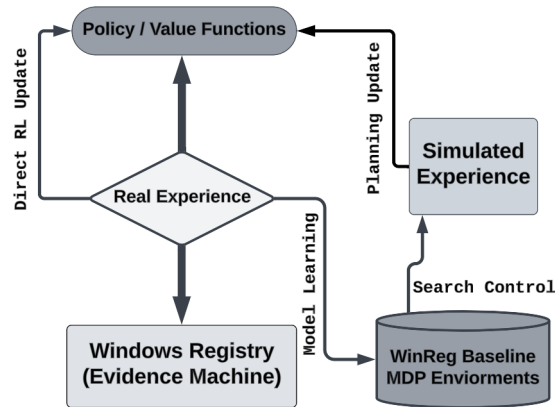 Policy / Value Functions
Direct RL Update
Planning Update
Simulated
Experience
Real Experience
Model Learning
Search Control
Windows Registry
(Evidence Machine)
WinReg Baseline
MDP Enviorments